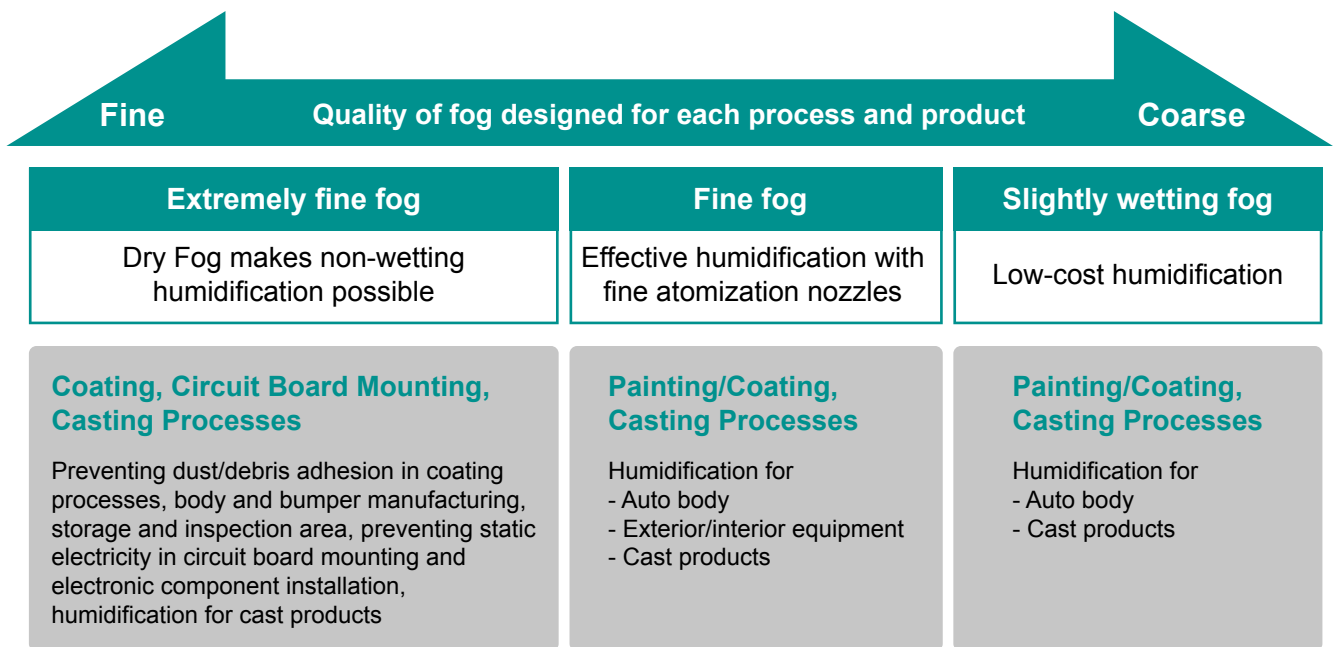 Fine
Quality of fog designed for each process and product
Coarse
Extremely fine fog
Dry Fog makes non-wetting
humidification possible
Fine fog
Effective humidification with
fine atomization nozzles
Slightly wetting fog
Low-cost humidification
Coating, Circuit Board Mounting,
Casting Processes
Preventing dust/debris adhesion in coating
processes, body and bumper manufacturing,
storage and inspection area, preventing static
electricity in circuit board mounting and
electronic component installation,
humidification for cast products
Painting/Coating,
Casting Processes
Humidification for
- Auto body
- Exterior/interior equipment
- Cast products
Painting/Coating,
Casting Processes
Humidification for
- Auto body
- Cast products